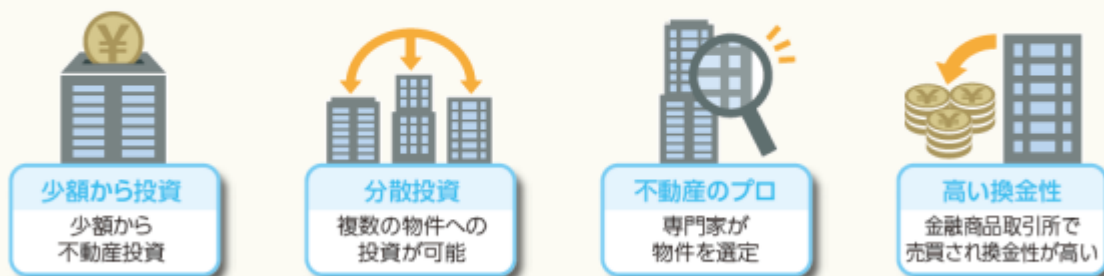 少額から投資
少額から
不動産投資
分散投資
複数の物件への
投資が可能
不動産のプロ
専門家が
物件を選定
高い換金性
金融商品取引所で
売買され換金性が高い
¥
¥
¥
¥